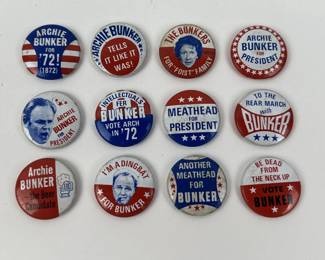 ARCHIE
BUNKER
FOR
'72!
(1872)
ARCHIE BUNKER
TELLS
IT LIKE IT
WAS!
THE BUNKERS
FOR "FOIST" FAMILY
ARCHIE
BUNKER
FOR
PRESIDENT
ARCHIE
BUNKER
FOR
PRESIDENT
INTELLECTUALS
FER
BUNKER
VOTE ARCH
IN '72
MEATHEAD
FOR
PRESIDENT
TO THE
REAR MARCH
with
BUNKER
Archie
BUNKER
The Beer
Candidate
I'M A DINGBAT
FOR BUNKER
ANOTHER
MEATHEAD
FOR
BUNKER
BE DEAD FROM
THE NECK UP
VOTE
BUNKER